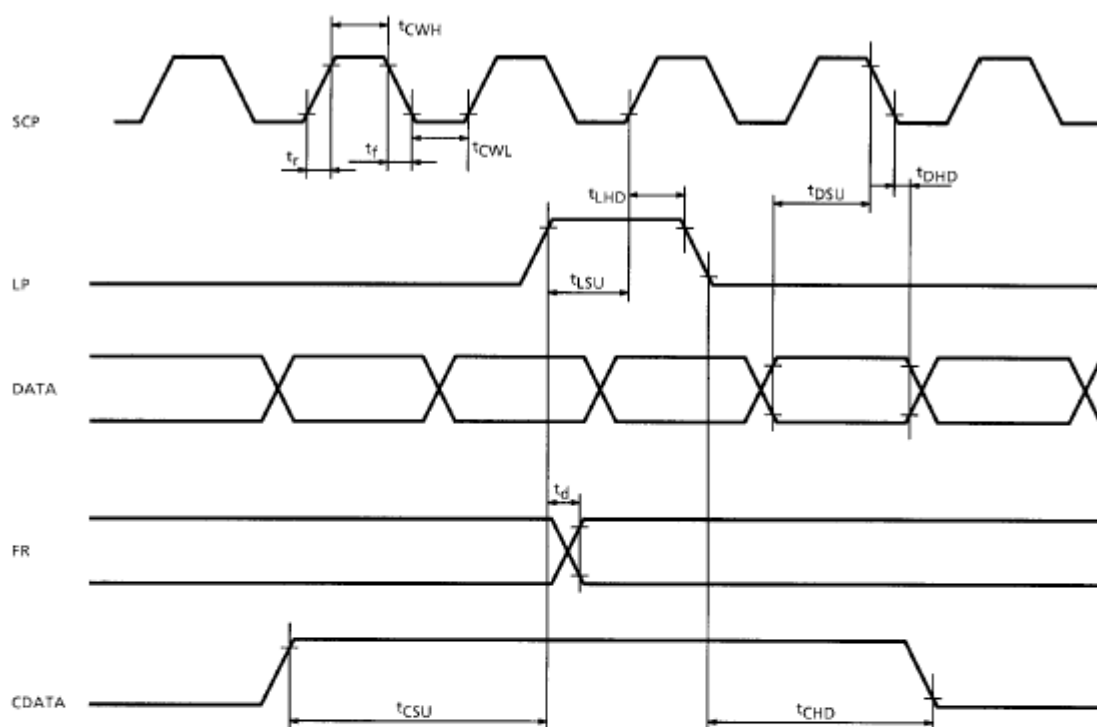 tCWH
SCP
tr
tf
tCWL
tLHD
tDSU
tDHD
LP
tLSU
DATA
td
FR
CDATA
tCSU
tCHD